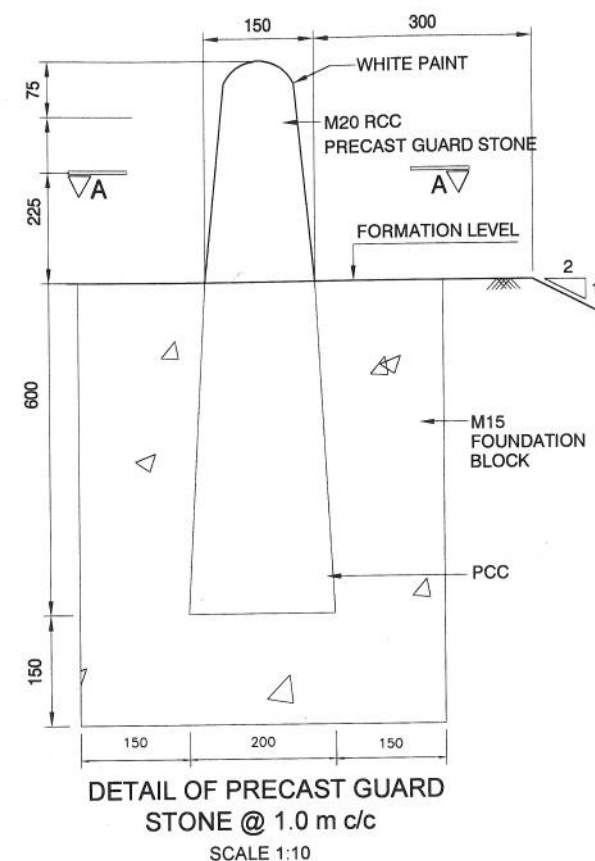 150
300
75
WHITE PAINT
M20 RCC
PRECAST GUARD STONE
A
A
225
FORMATION LEVEL
2
1
600
M15
FOUNDATION
BLOCK
PCC
150
150
200
150
DETAIL OF PRECAST GUARD
STONE @ 1.0 m c/c
SCALE 1:10